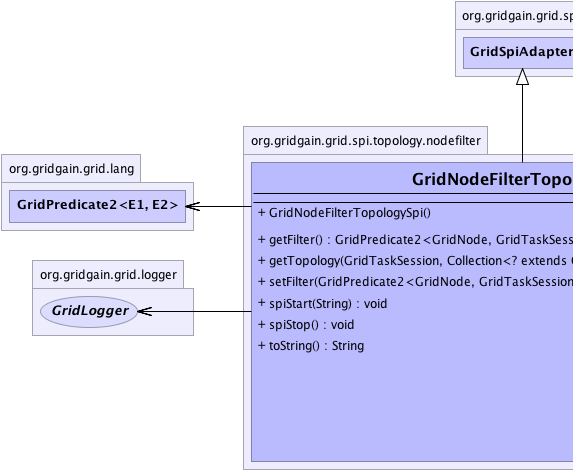 org.gridgain.grid.sp
GridSpiAdapter
org.gridgain.grid.spi.topology.nodefilter
org.gridgain.grid.lang
GridNodeFilterTopo
GridPredicate2<E1, E2>
+ GridNodeFilterTopologySpi()
+ getFilter() : GridPredicate2<GridNode, GridTaskSess
+ getTopology(GridTaskSession, Collection<? extends
org.gridgain.grid.logger
+ setFilter(GridPredicate2<GridNode, GridTaskSession
GridLogger
+ spiStart(String) : void
+ spiStop() : void
+ toString() : String